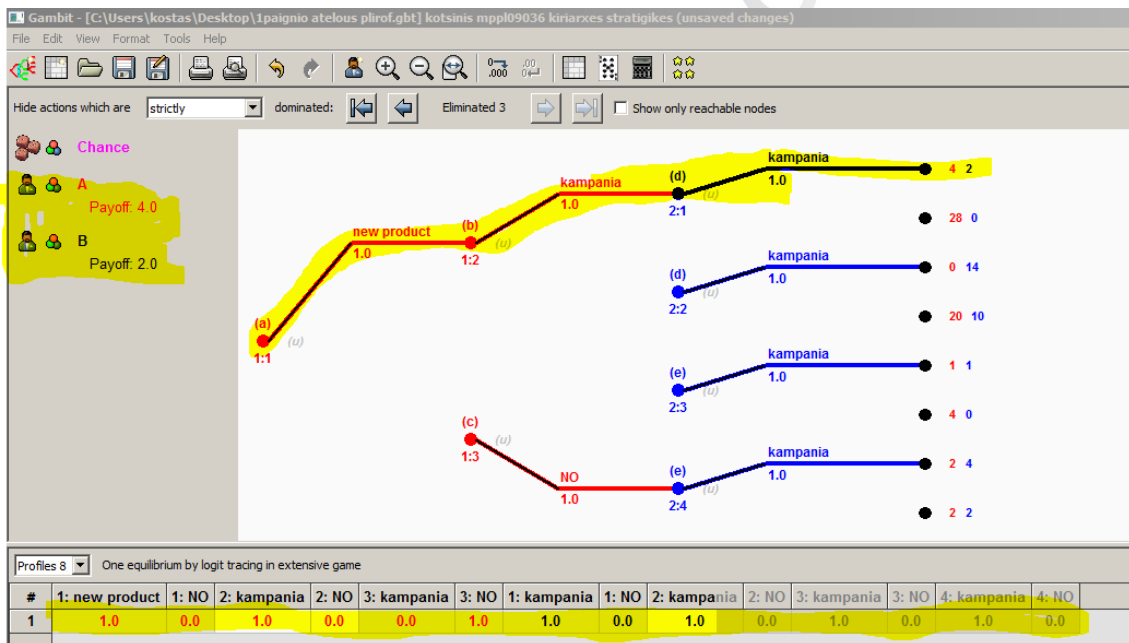 Gambit - [C:\Users\kostas\Desktop\1paignio atelous plirof.gbt] kotsinis mppl09036 kiriarxes stratigikes (unsaved changes)
File Edit View Format Tools Help
Hide actions which are strictly dominated: Eliminated 3 Show only reachable nodes
Chance
A
Payoff: 4.0
B
Payoff: 2.0
(a)
(u)
1:1
new product
1.0
(b)
(u)
1:2
kampania
1.0
(d)
(u)
2:1
kampania
1.0
4 2
28 0
(d)
(u)
2:2
kampania
1.0
0 14
20 10
(e)
(u)
2:3
kampania
1.0
1 1
4 0
(c)
(u)
1:3
NO
1.0
(e)
(u)
2:4
kampania
1.0
2 4
2 2
Profiles 8 One equilibrium by logit tracing in extensive game
# 1: new product 1: NO 2: kampania 2: NO 3: kampania 3: NO 1: kampania 1: NO 2: kampania 2: NO 3: kampania 3: NO 4: kampania 4: NO
1 1.0 0.0 1.0 0.0 0.0 1.0 1.0 0.0 1.0 0.0 1.0 0.0 1.0 0.0